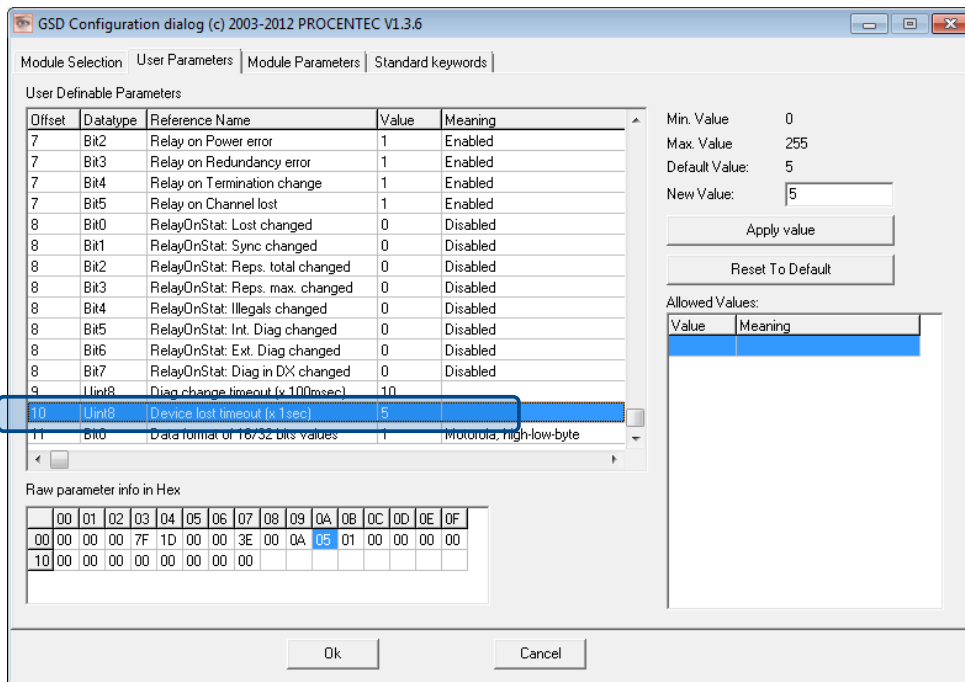 GSD Configuration dialog (c) 2003-2012 PROCENTEC V1.3.6
Module Selection User Parameters Module Parameters Standard keywords
User Definable Parameters
Offset Datatype Reference Name Value Meaning
7 Bit2 Relay on Power error 1 Enabled
7 Bit3 Relay on Redundancy error 1 Enabled
7 Bit4 Relay on Termination change 1 Enabled
7 Bit5 Relay on Channel lost 1 Enabled
8 Bit0 RelayOnStat: Lost changed 0 Disabled
8 Bit1 RelayOnStat: Sync changed 0 Disabled
8 Bit2 RelayOnStat: Reps. total changed 0 Disabled
8 Bit3 RelayOnStat: Reps. max. changed 0 Disabled
8 Bit4 RelayOnStat: Illegals changed 0 Disabled
8 Bit5 RelayOnStat: Int. Diag changed 0 Disabled
8 Bit6 RelayOnStat: Ext. Diag changed 0 Disabled
8 Bit7 RelayOnStat: Diag in DX changed 0 Disabled
9 Uint8 Diag change timeout (x 100msec) 10
10 Uint8 Device lost timeout (x 1sec) 5
11 Bit0 Data format of 16/32 bits values 1 Motorola, high-low-byte
Min. Value 0
Max. Value 255
Default Value: 5
New Value: 5
Apply value
Reset To Default
Allowed Values:
Value Meaning
Raw parameter info in Hex
00 01 02 03 04 05 06 07 08 09 0A 0B 0C 0D 0E 0F
00 00 00 00 7F 1D 00 00 3E 00 0A 05 01 00 00 00 00
10 00 00 00 00 00 00 00 00
Ok Cancel